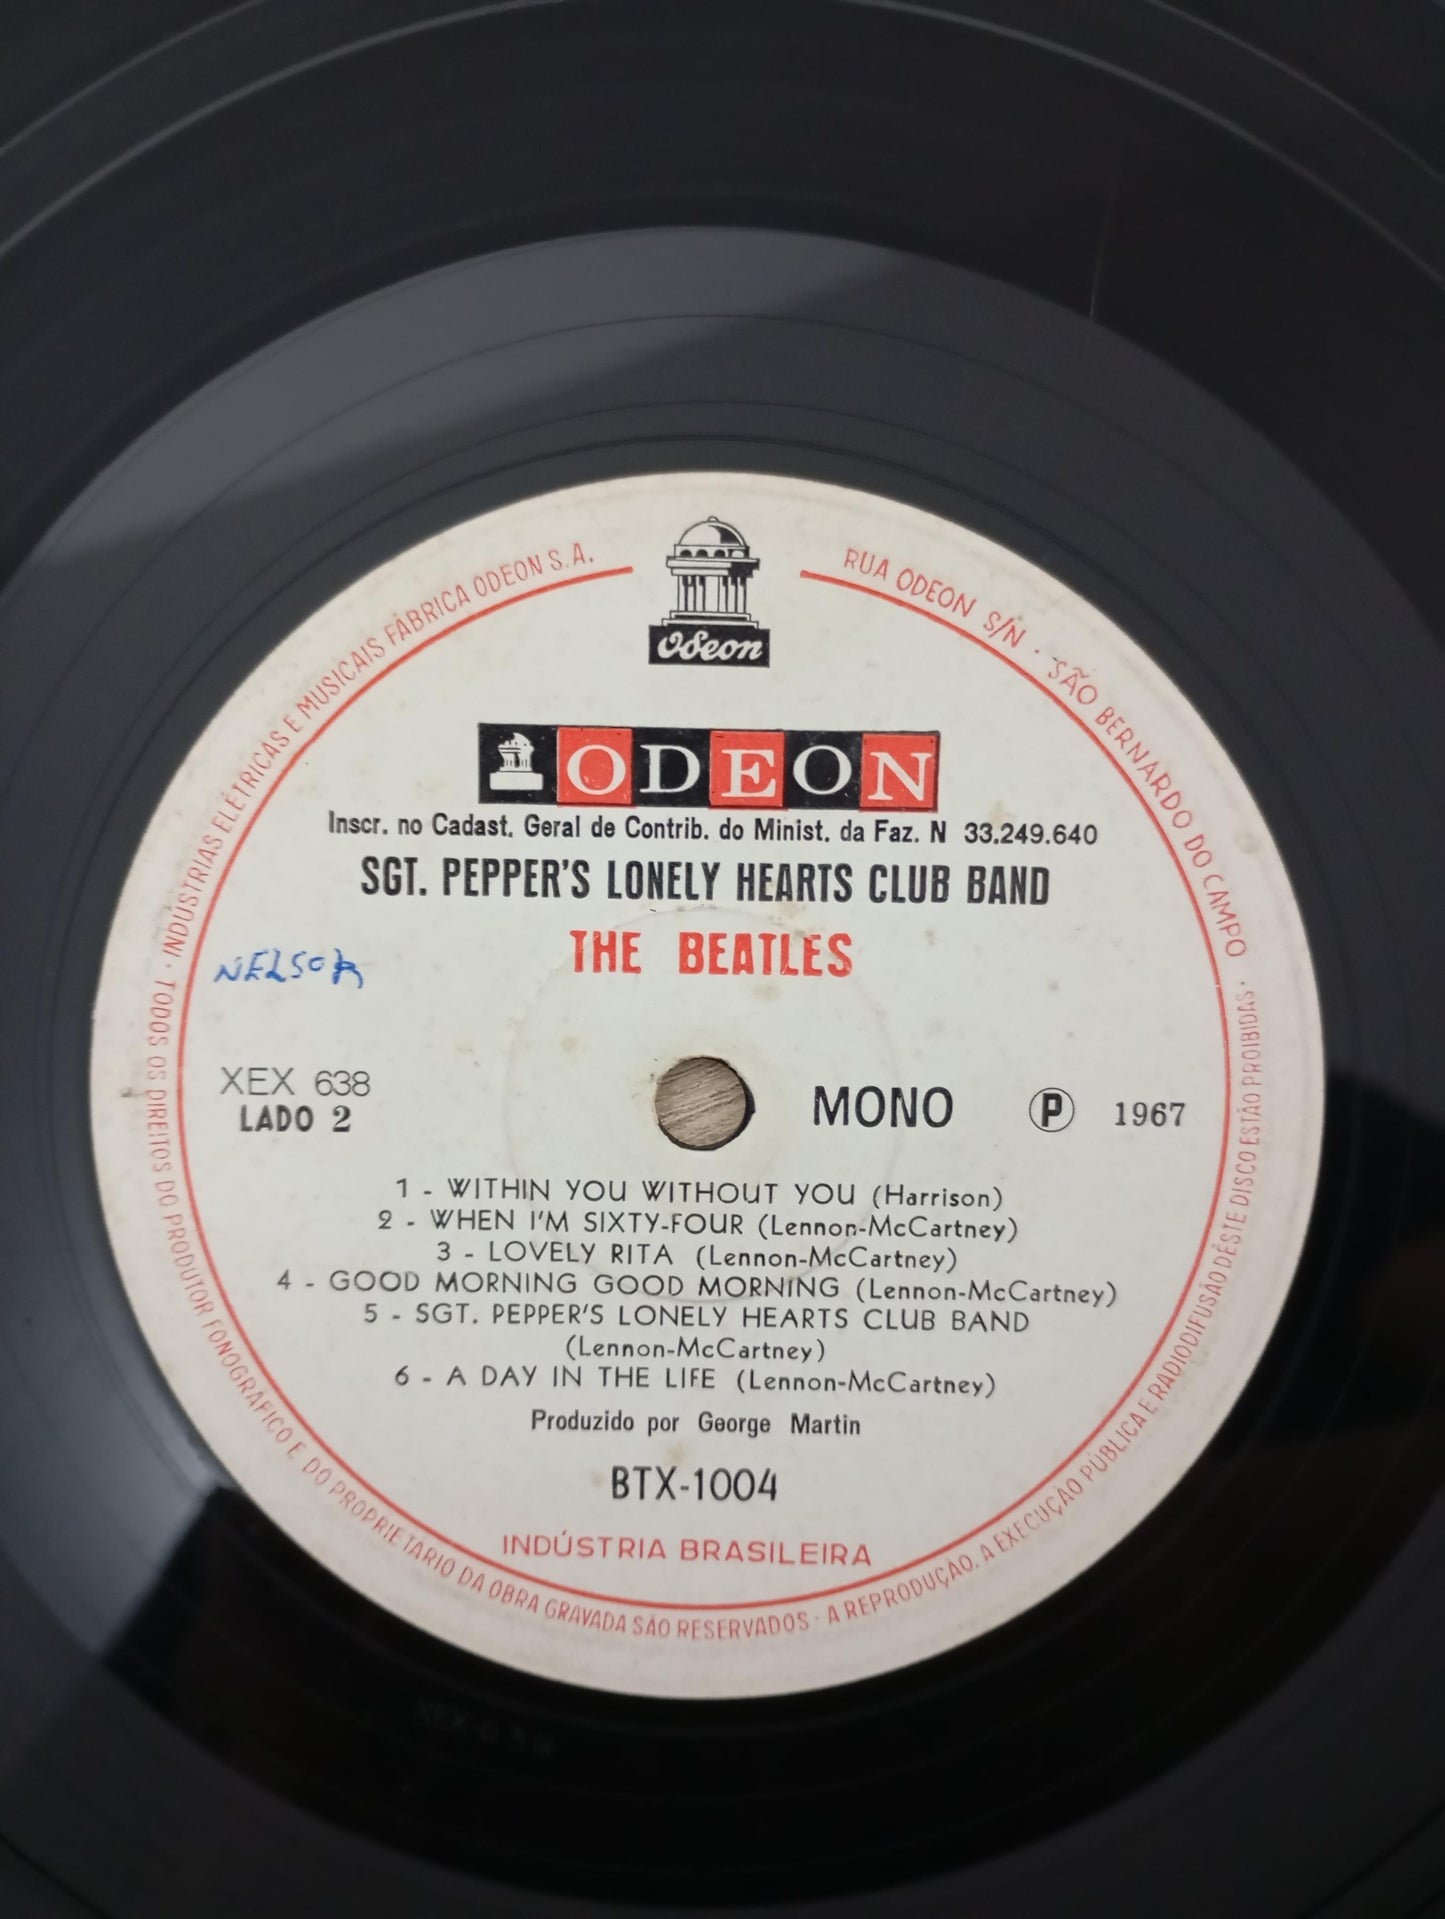 INDÚSTRIAS ELÉTRICAS E MUSICAIS FÁBRICA ODEON S.A.
RUA ODEON S/N · SÃO BERNARDO DO CAMPO
Odeon
ODEON
Inscr. no Cadast. Geral de Contrib. do Minist. da Faz. N 33.249.640
SGT. PEPPER'S LONELY HEARTS CLUB BAND
THE BEATLES
NELSON
XEX 638
LADO 2
MONO Ⓟ 1967
1 - WITHIN YOU WITHOUT YOU (Harrison)
2 - WHEN I'M SIXTY-FOUR (Lennon-McCartney)
3 - LOVELY RITA (Lennon-McCartney)
4 - GOOD MORNING GOOD MORNING (Lennon-McCartney)
5 - SGT. PEPPER'S LONELY HEARTS CLUB BAND
(Lennon-McCartney)
6 - A DAY IN THE LIFE (Lennon-McCartney)
Produzido por George Martin
BTX-1004
INDÚSTRIA BRASILEIRA
· TODOS OS DIREITOS DO PRODUTOR FONOGRÁFICO E DO PROPRIETÁRIO DA OBRA GRAVADA SÃO RESERVADOS · A REPRODUÇÃO, A EXECUÇÃO PÚBLICA E RADIODIFUSÃO DÊSTE DISCO ESTÃO PROIBIDAS ·